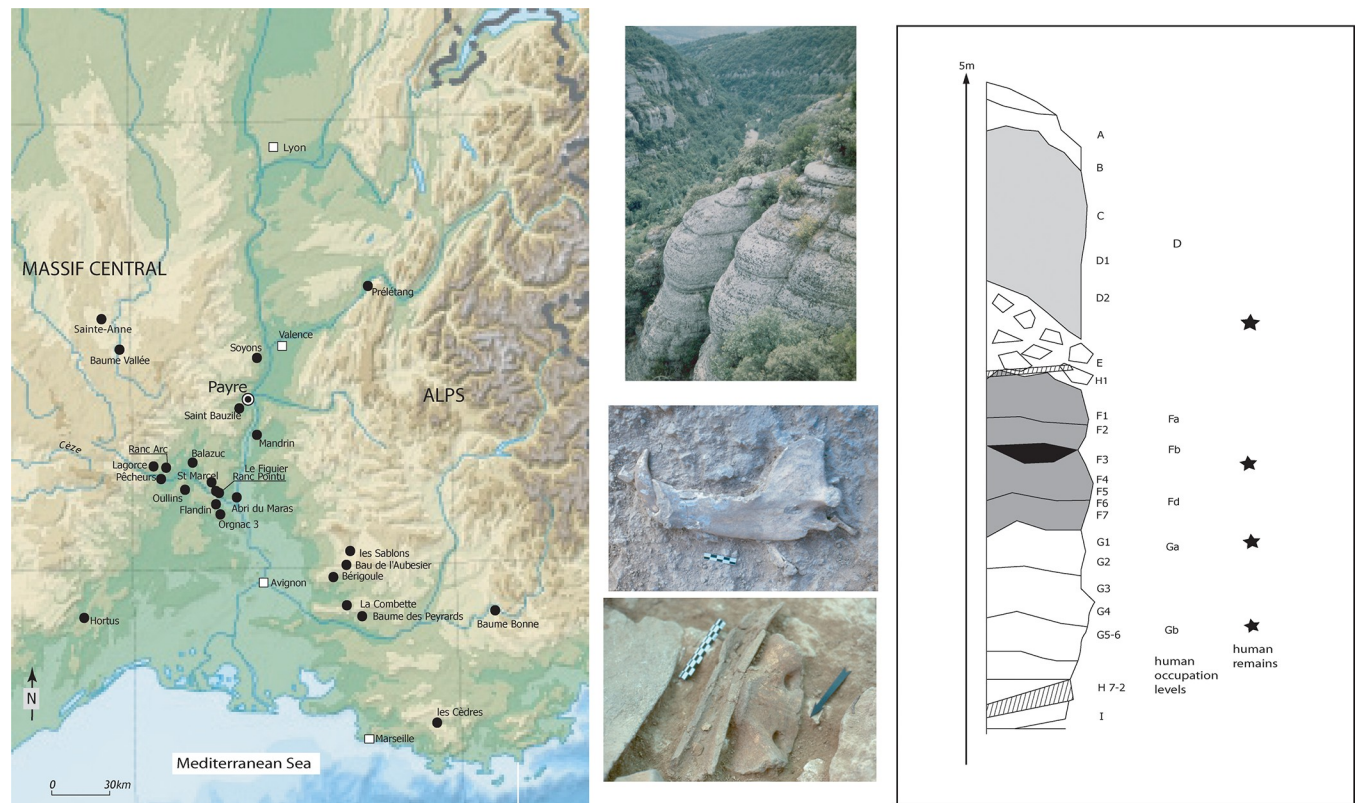 Lyon
MASSIF CENTRAL
Prélétang
Sainte-Anne
Valence
Baume Vallée
Soyons
Payre
ALPS
Saint Bauzile
Mandrin
Cèze
Ranc Arc
Balazuc
Lagorce
Le Figuier
Pêcheurs
St Marcel
Ranc Pointu
Oullins
Abri du Maras
Flandin
Orgnac 3
les Sablons
Bau de l'Aubesier
Bérigoule
Avignon
La Combette
Baume des Peyrards
Baume Bonne
Hortus
N
les Cèdres
Marseille
Mediterranean Sea
0 30km
5m
A
B
C
D
D1
D2
E
H1
F1
Fa
F2
Fb
F3
F4
F5
F6
Fd
F7
G1
Ga
G2
G3
G4
G5-6
Gb
human
remains
human
occupation
levels
H 7-2
I